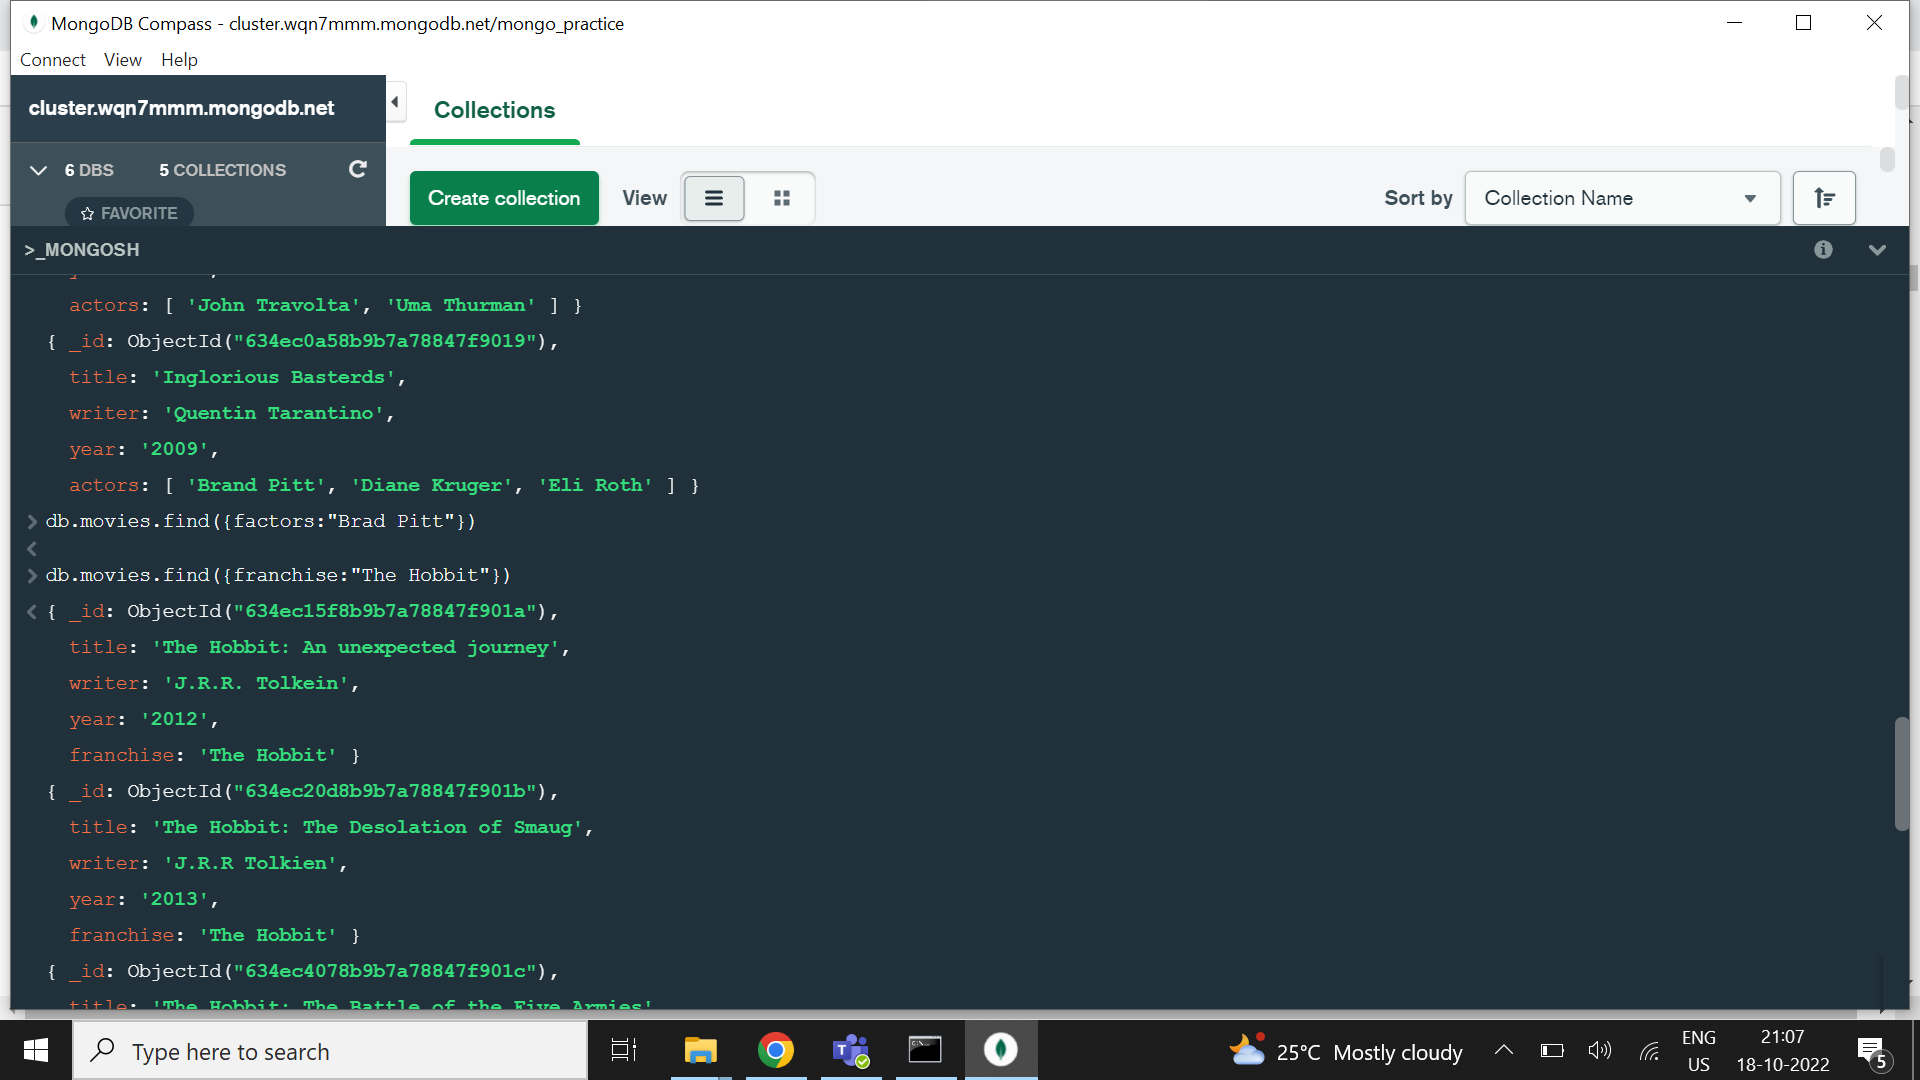 MongoDB Compass - cluster.wqn7mmm.mongodb.net/mongo_practice
Connect View Help
cluster.wqn7mmm.mongodb.net
Collections
6 DBS 5 COLLECTIONS
FAVORITE
Create collection View Sort by Collection Name
>_MONGOSH
actors: [ 'John Travolta', 'Uma Thurman' ] }
{ _id: ObjectId("634ec0a58b9b7a78847f9019"),
title: 'Inglorious Basterds',
writer: 'Quentin Tarantino',
year: '2009',
actors: [ 'Brand Pitt', 'Diane Kruger', 'Eli Roth' ] }
> db.movies.find({factors:"Brad Pitt"})
<
> db.movies.find({franchise:"The Hobbit"})
< { _id: ObjectId("634ec15f8b9b7a78847f901a"),
title: 'The Hobbit: An unexpected journey',
writer: 'J.R.R. Tolkein',
year: '2012',
franchise: 'The Hobbit' }
{ _id: ObjectId("634ec20d8b9b7a78847f901b"),
title: 'The Hobbit: The Desolation of Smaug',
writer: 'J.R.R Tolkien',
year: '2013',
franchise: 'The Hobbit' }
{ _id: ObjectId("634ec4078b9b7a78847f901c"),
title: 'The Hobbit: The Battle of the Five Armies'
Type here to search
25°C Mostly cloudy
ENG
US
21:07
18-10-2022
5